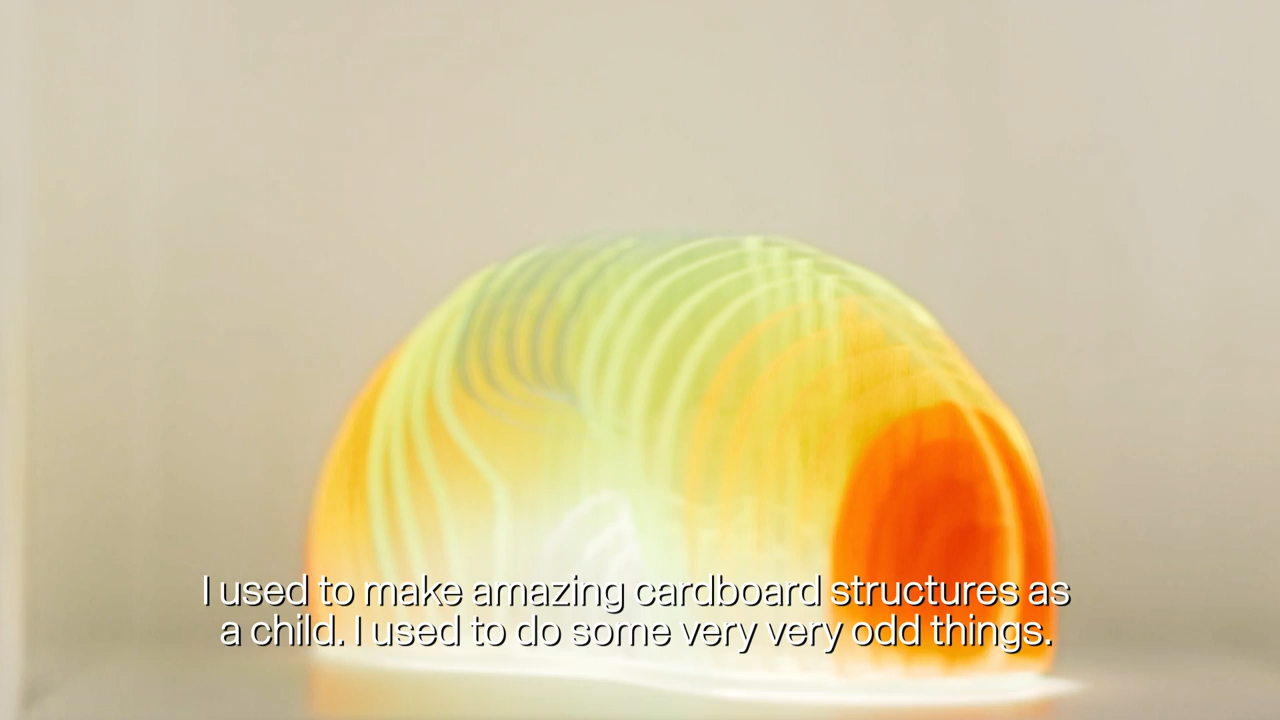 I used to make amazing cardboard structures as
a child. I used to do some very very odd things.